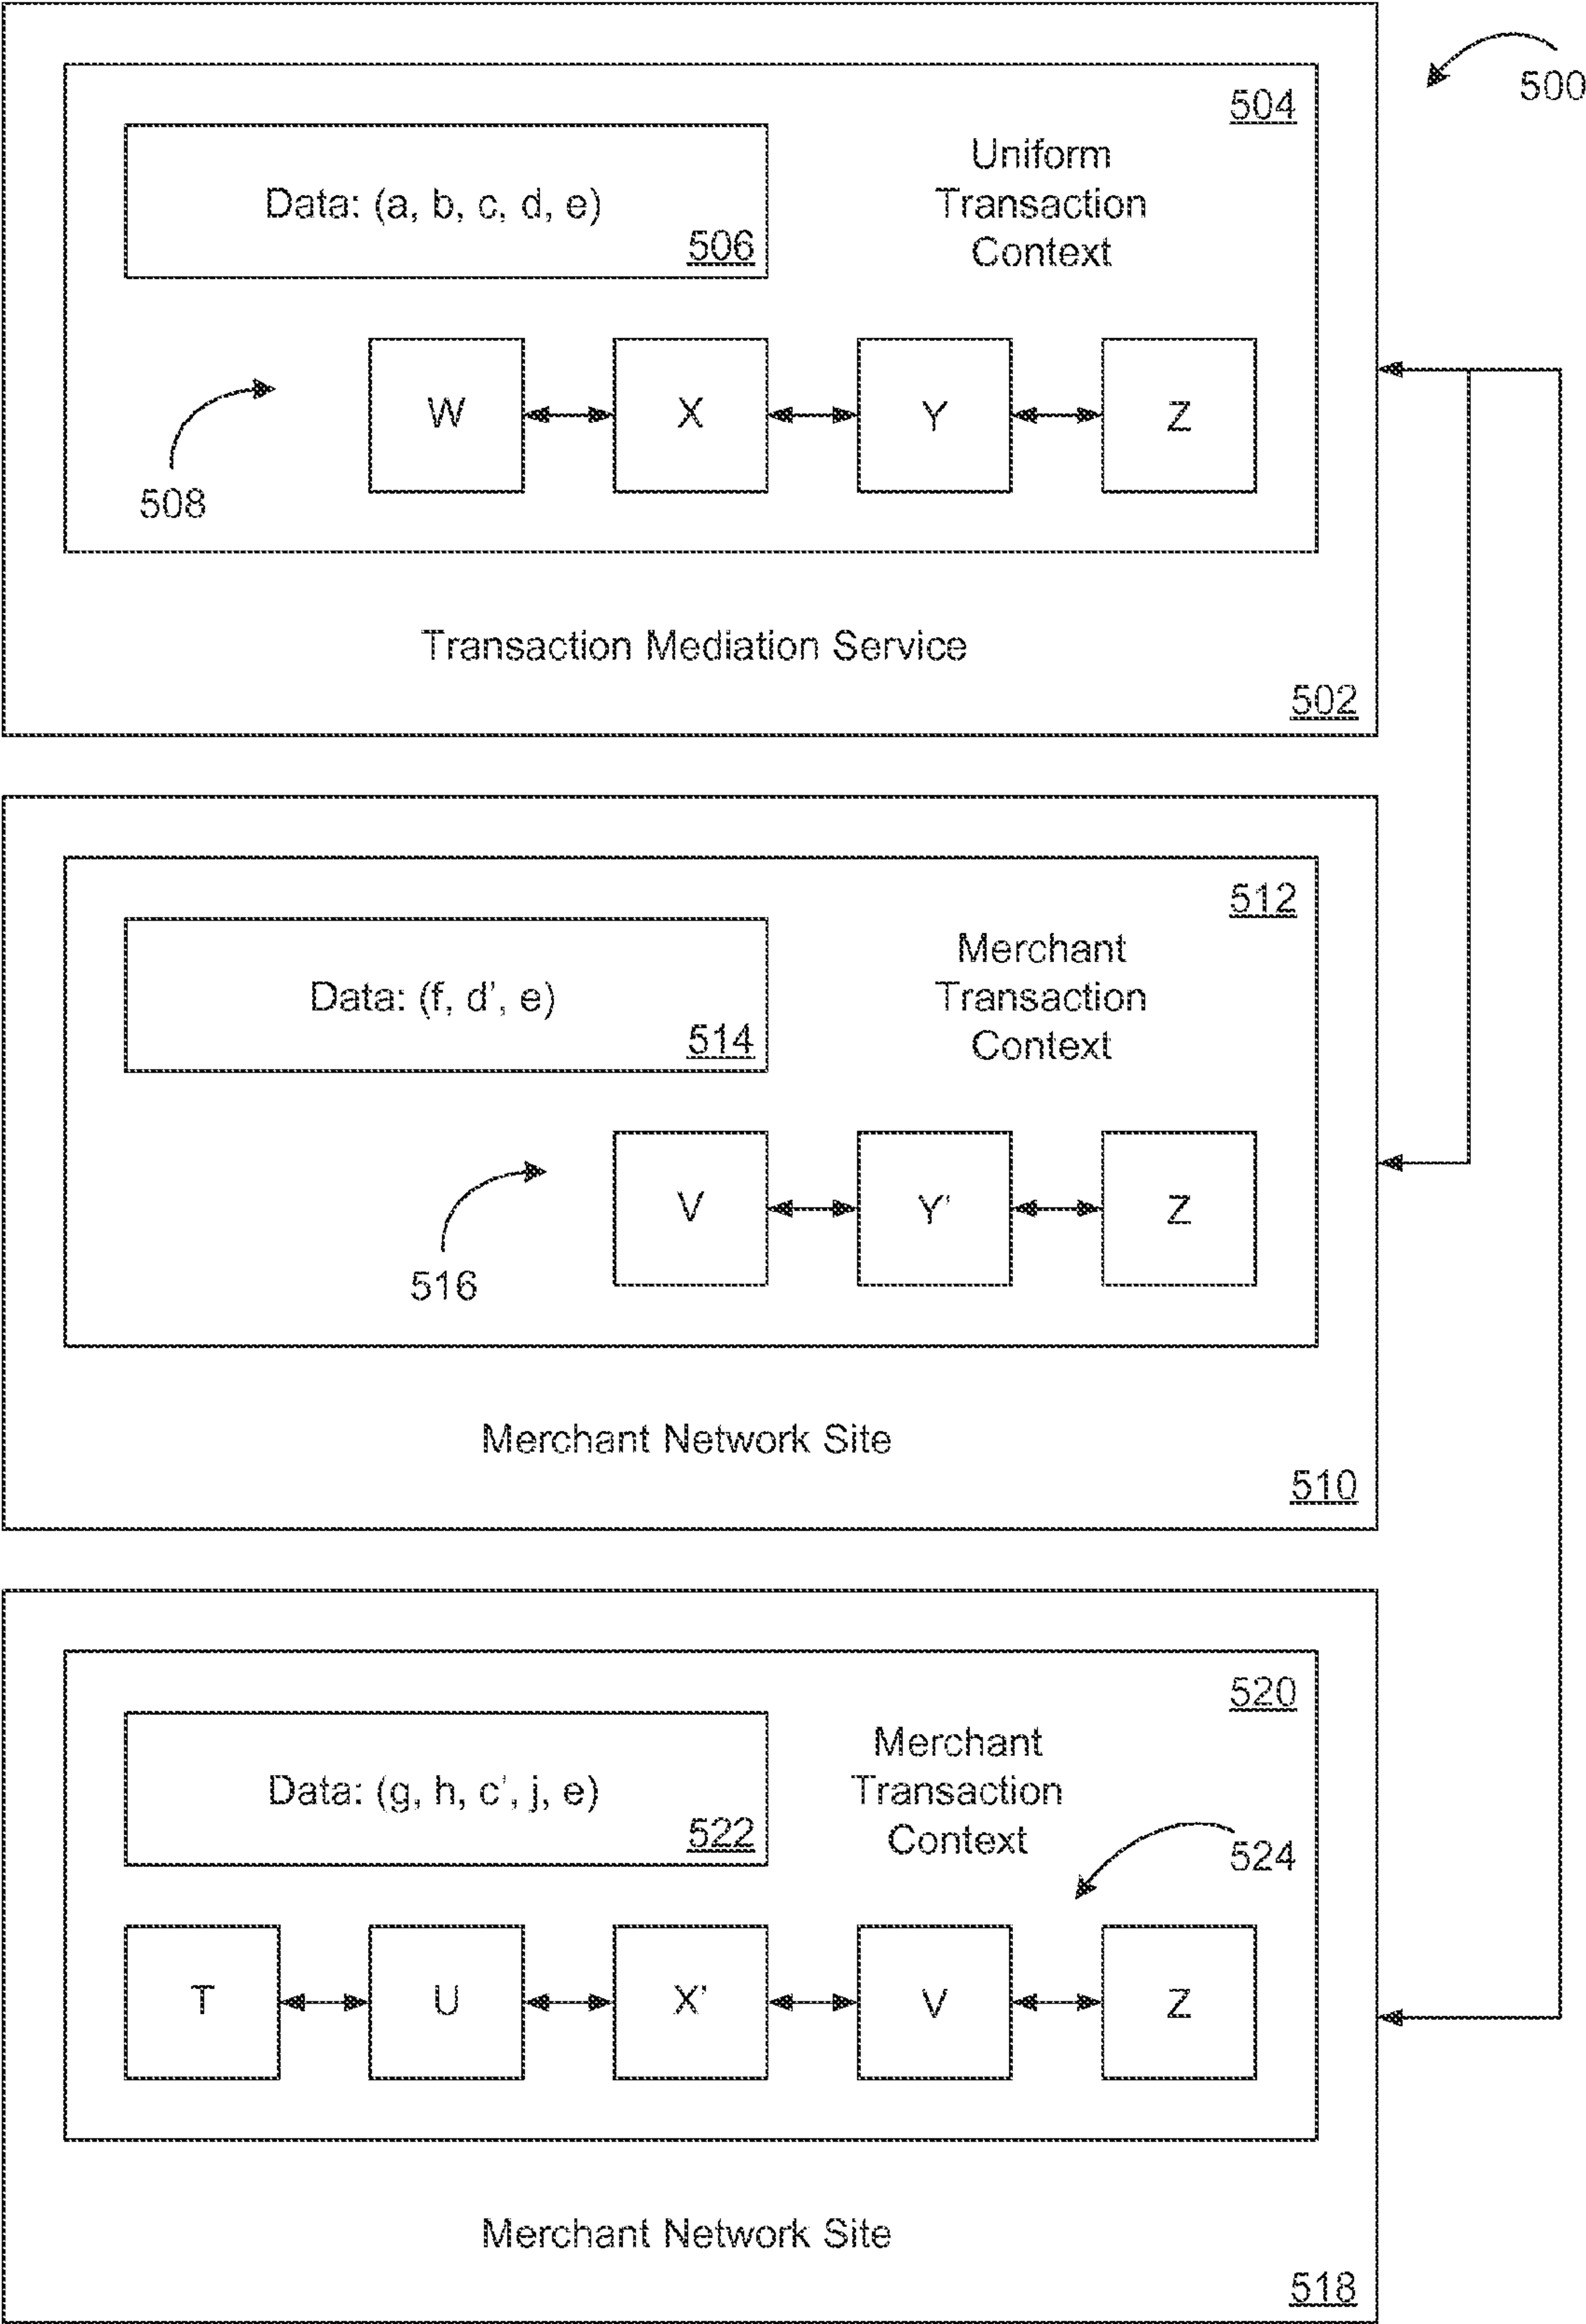 500
504
Uniform
Transaction
Context
Data: (a, b, c, d, e)
506
W
X
Y
Z
508
Transaction Mediation Service
502
512
Merchant
Transaction
Context
Data: (f, d', e)
514
V
Y'
Z
516
Merchant Network Site
510
520
Merchant
Transaction
Context
Data: (g, h, c', j, e)
522
524
T
U
X'
V
Z
Merchant Network Site
518